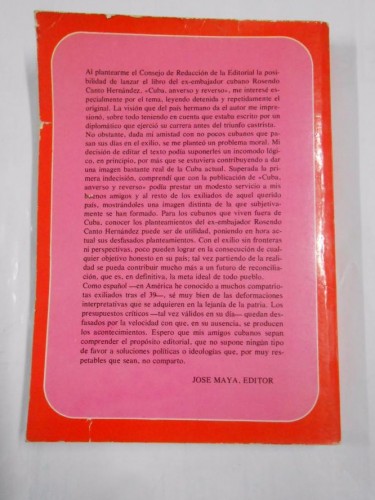 Al plantearme el Consejo de Redacción de la Editorial la po-
sibilidad de lanzar el libro del ex-embajador cubano Rosendo
Canto Hernández, «Cuba, anverso y reverso», me interesé es-
pecialmente por el tema, leyendo detenida y repetidamente el
original. La visión que del país hermano da el autor me impre-
sionó, sobre todo teniendo en cuenta que estaba escrito por un
diplomático que ejerció su carrera antes del triunfo castrista.
No obstante, dada mi amistad con no pocos cubanos que pa-
san sus días en el exilio, se me planteó un problema moral. Mi
decisión de editar el texto podía suponerles un incomodo lógi-
co, en principio, por más que se estuviera contribuyendo a dar
una imagen bastante real de la Cuba actual. Superada la pri-
mera indecisión, comprendí que con la publicación de «Cuba,
anverso y reverso» podía prestar un modesto servicio a mis
buenos amigos y al resto de los exiliados de aquel querido
país, mostrándoles una imagen distinta de la que subjetiva-
mente se han formado. Para los cubanos que viven fuera de
Cuba, conocer los planteamientos del ex-embajador Rosendo
Canto Hernández puede ser de utilidad, poniendo en hora ac-
tual sus desfasados planteamientos. Con el exilio sin fronteras
ni perspectivas, poco pueden lograr en la consecución de cual-
quier objetivo honesto en su país; tal vez partiendo de la reali-
dad se pueda contribuir mucho más a un futuro de reconcilia-
ción, que es, en definitiva, la meta ideal de todo pueblo.
Como español —en América he conocido a muchos compatrio-
tas exiliados tras el 39—, se muy bien de las deformaciones
interpretativas que se adquieren en la lejanía de la patria. Los
presupuestos críticos —tal vez válidos en su día— quedan des-
fasados por la velocidad con que, en su ausencia, se producen
los acontecimientos. Espero que mis amigos cubanos sepan
comprender el propósito editorial, que no supone ningún tipo
de favor a soluciones políticas o ideologías que, por muy res-
petables que sean, no comparto.
JOSE MAYA, EDITOR